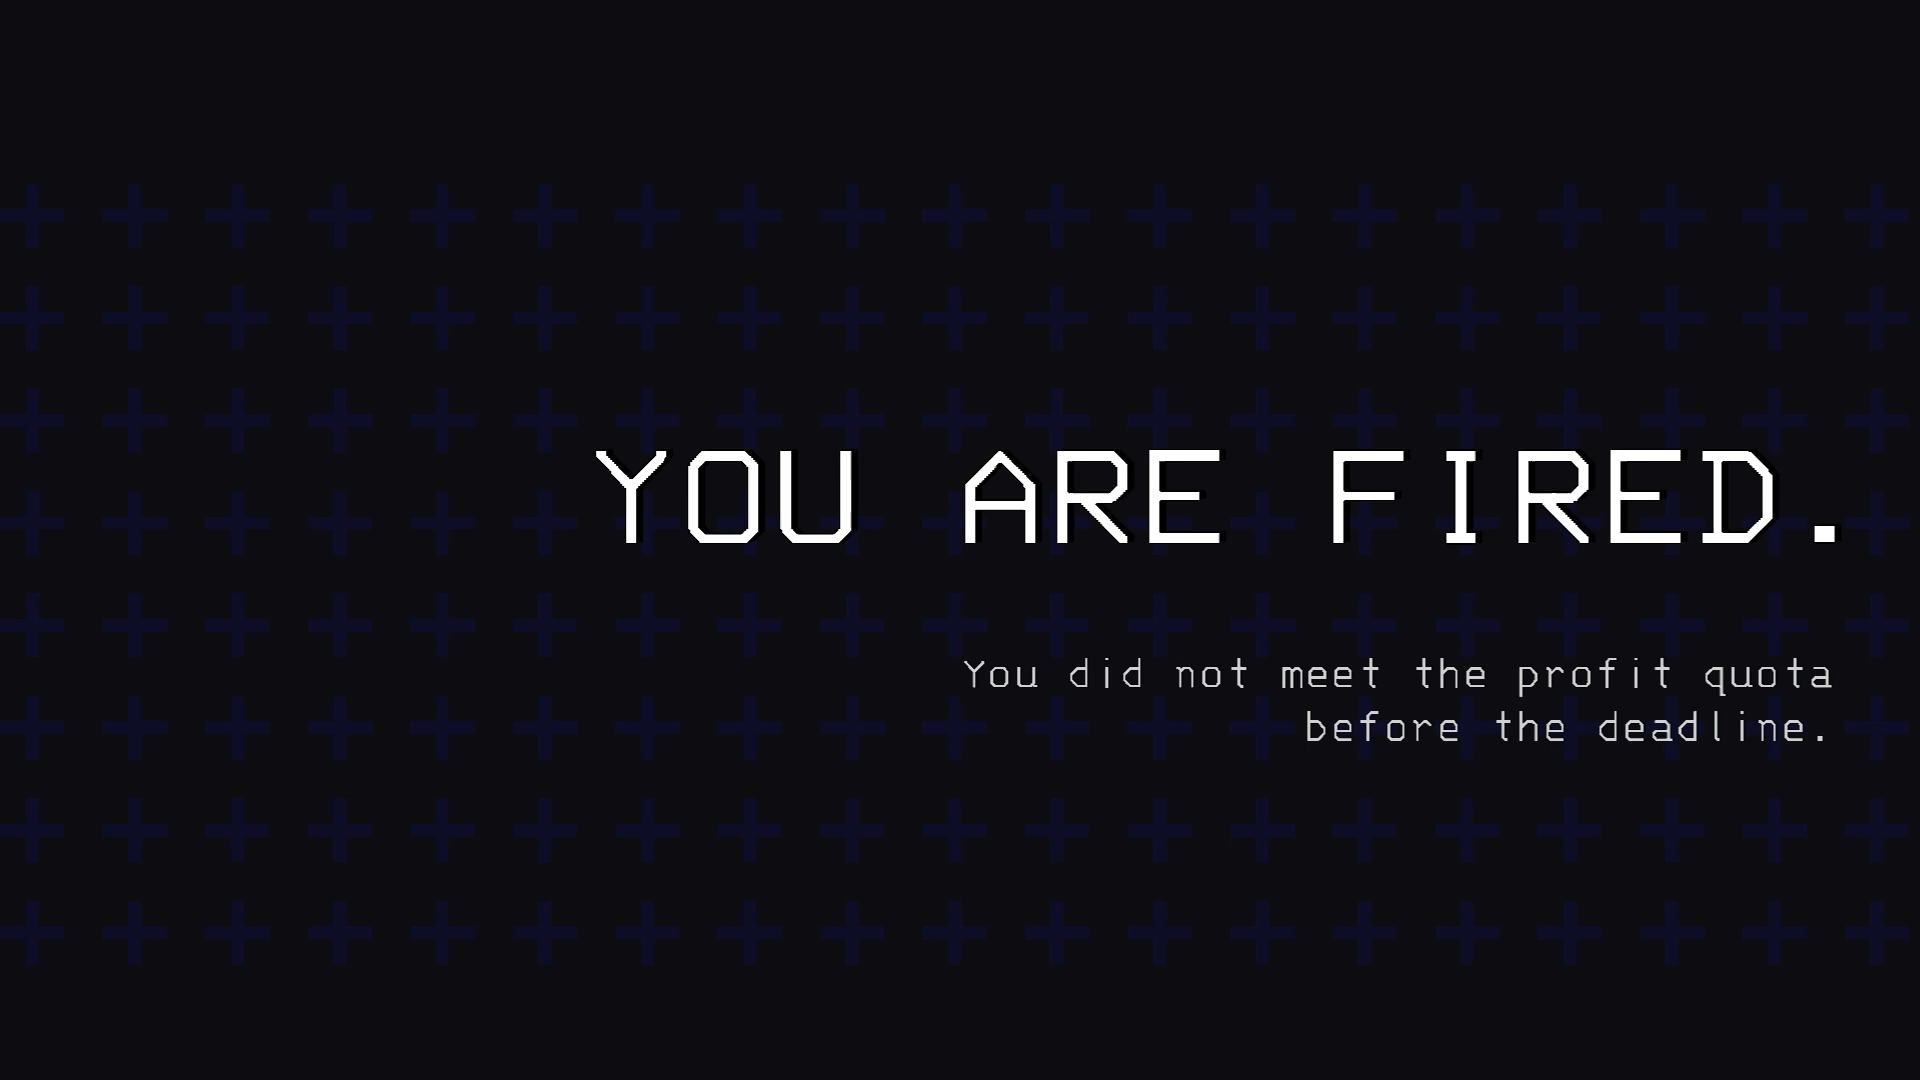 YOU ARE FIRED.
You did not meet the profit quota
before the deadline.